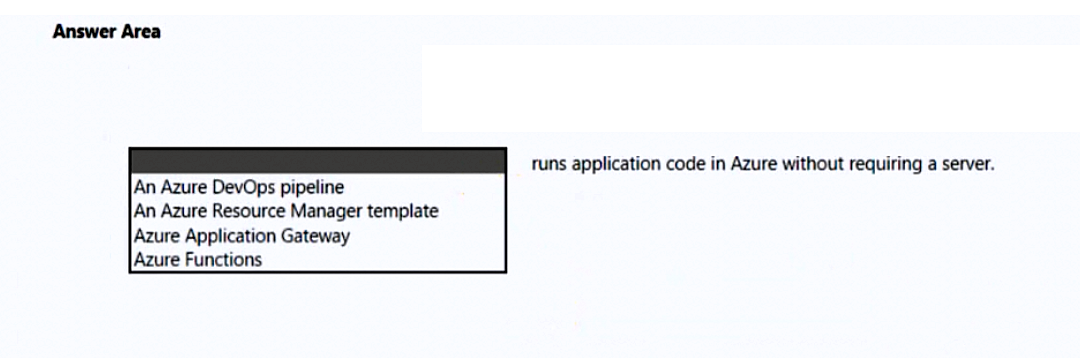 Answer Area
runs application code in Azure without requiring a server.
An Azure DevOps pipeline
An Azure Resource Manager template
Azure Application Gateway
Azure Functions